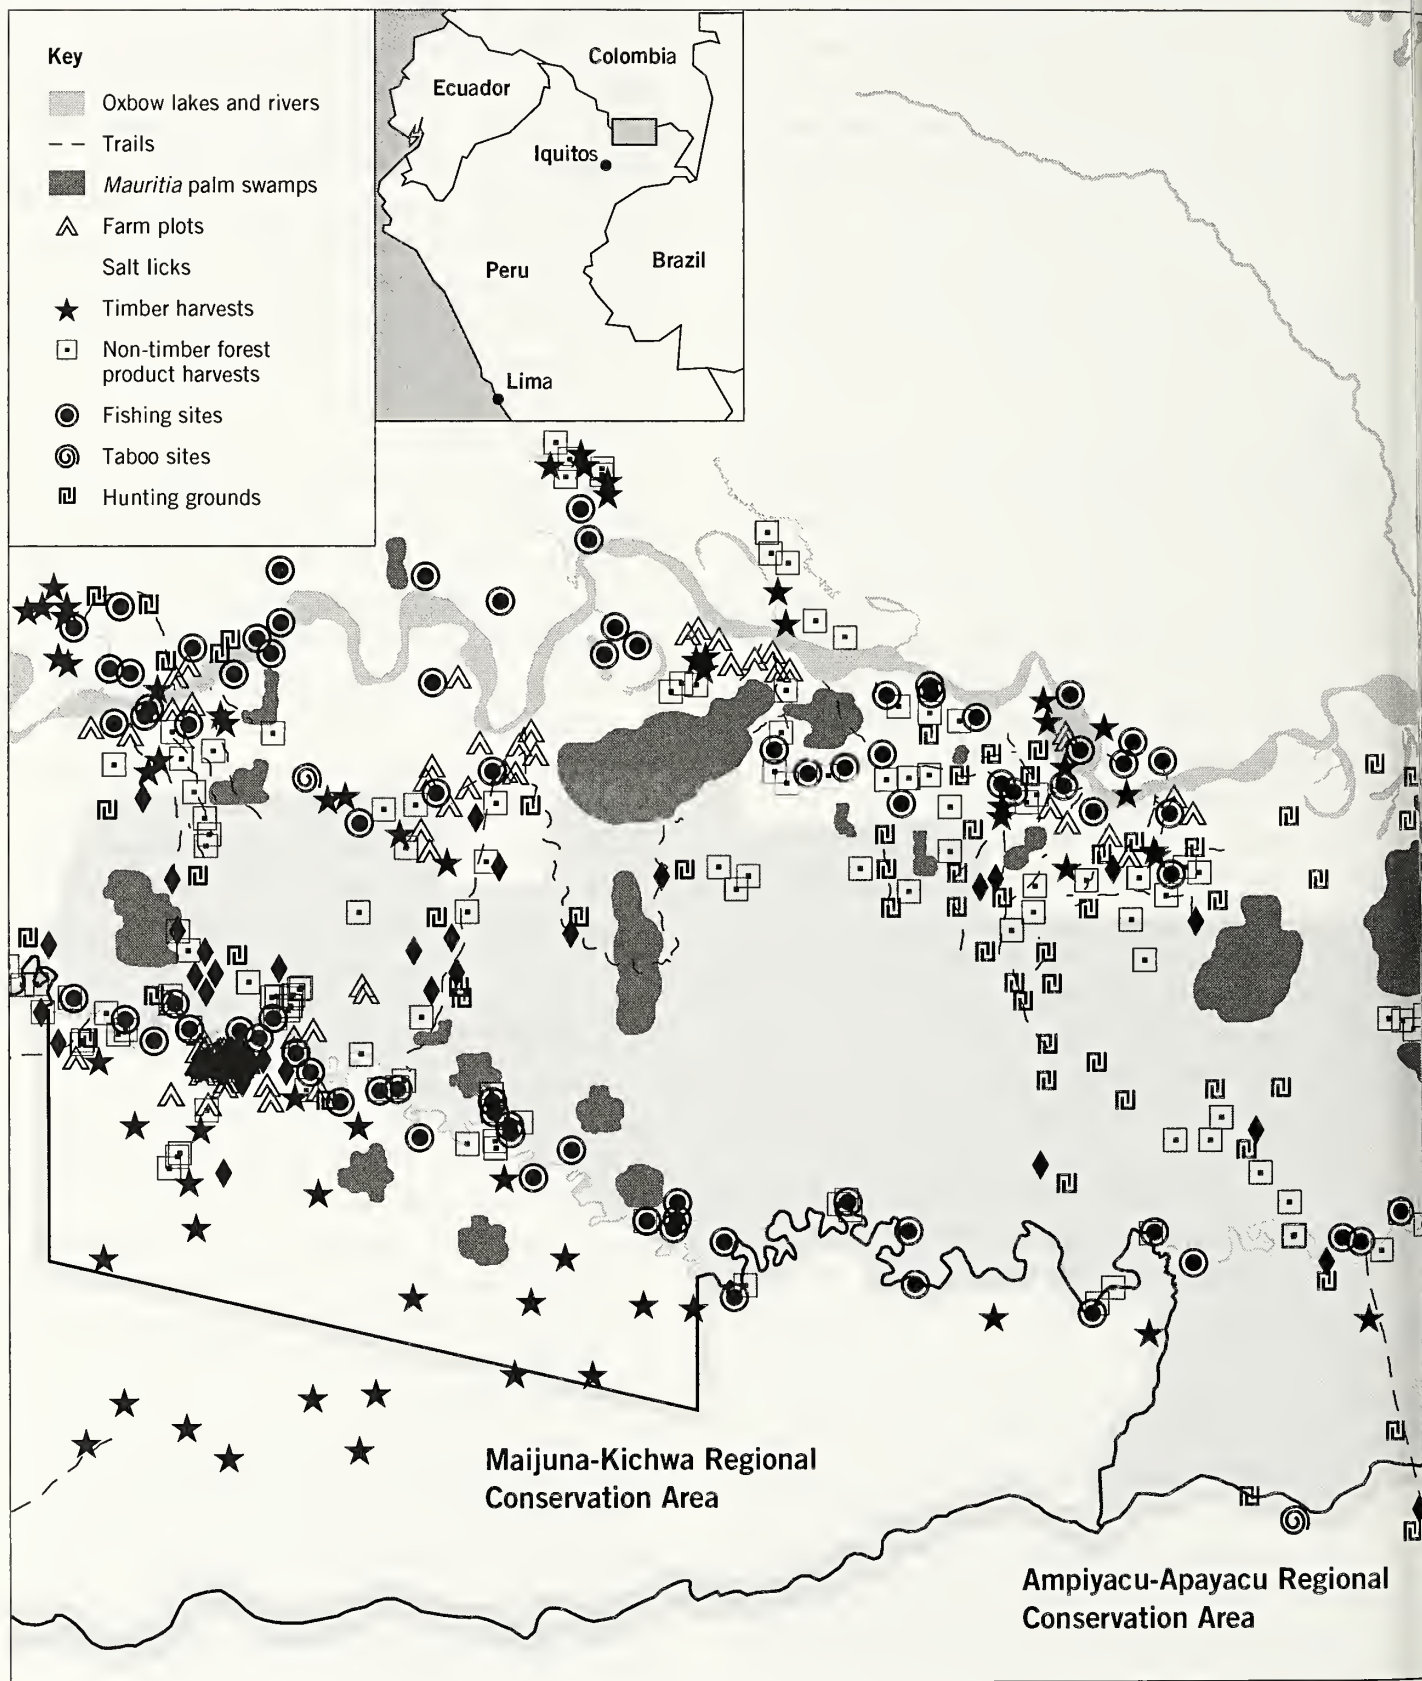 Key
Oxbow lakes and rivers
Trails
Mauritia palm swamps
Farm plots
Salt licks
Timber harvests
Non-timber forest
product harvests
Fishing sites
Taboo sites
Hunting grounds
Colombia
Ecuador
Iquitos
Peru
Brazil
Lima
Maijuna-Kichwa Regional
Conservation Area
Ampiyacu-Apayacu Regional
Conservation Area